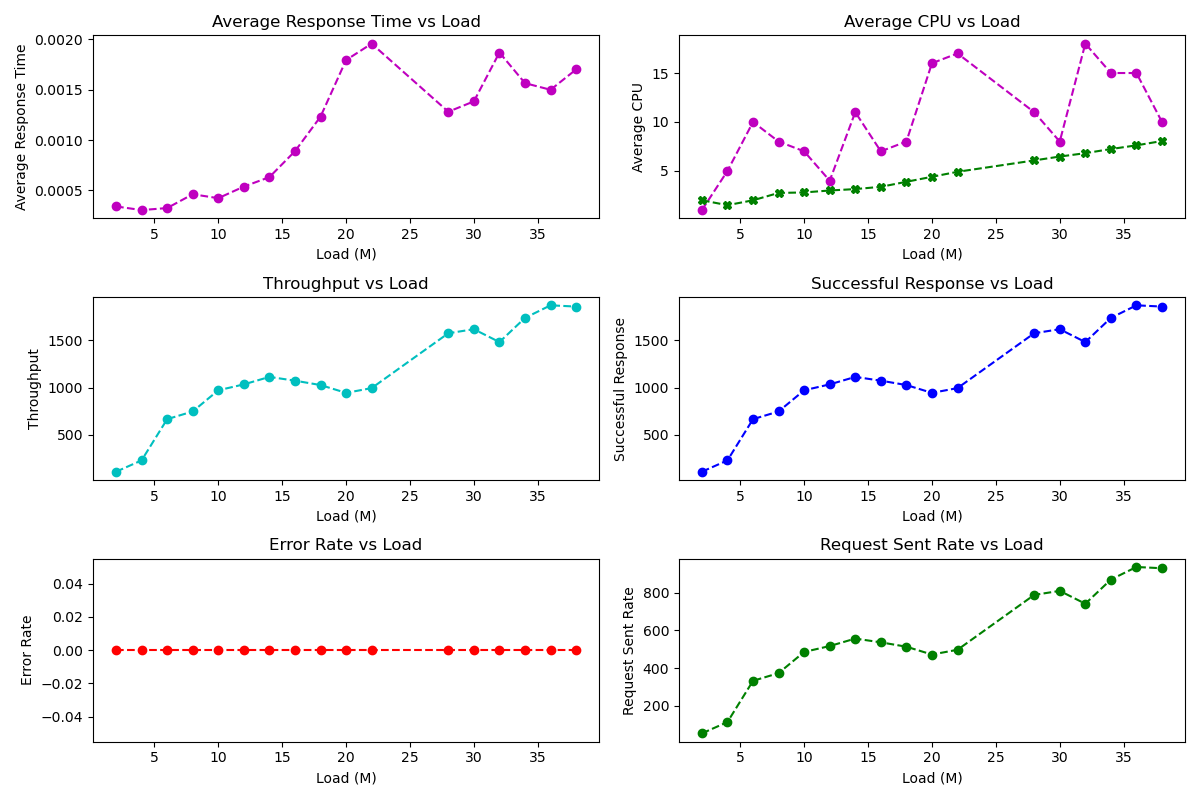 Average Response Time vs Load
Average Response Time
0.0020
0.0015
0.0010
0.0005
5 10 15 20 25 30 35
Load (M)
Average CPU vs Load
Average CPU
15
10
5
5 10 15 20 25 30 35
Load (M)
Throughput vs Load
Throughput
1500
1000
500
5 10 15 20 25 30 35
Load (M)
Successful Response vs Load
Successful Response
1500
1000
500
5 10 15 20 25 30 35
Load (M)
Error Rate vs Load
Error Rate
0.04
0.02
0.00
−0.02
−0.04
5 10 15 20 25 30 35
Load (M)
Request Sent Rate vs Load
Request Sent Rate
800
600
400
200
5 10 15 20 25 30 35
Load (M)